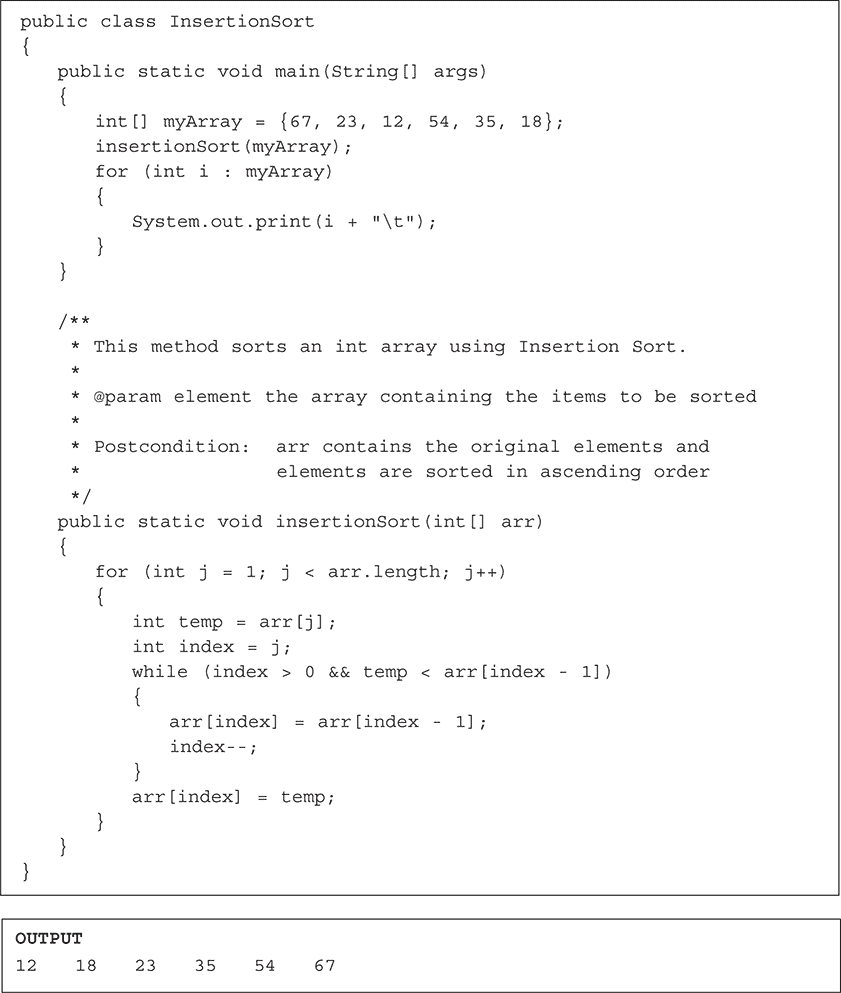 public class InsertionSort
{
   public static void main(String[] args)
   {
      int[] myArray = {67, 23, 12, 54, 35, 18};
      insertionSort(myArray);
      for (int i : myArray)
      {
         System.out.print(i + "\t");
      }
   }

   /**
    * This method sorts an int array using Insertion Sort.
    *
    * @param element the array containing the items to be sorted
    *
    * Postcondition:  arr contains the original elements and
    *                 elements are sorted in ascending order
    */
   public static void insertionSort(int[] arr)
   {
      for (int j = 1; j < arr.length; j++)
      {
         int temp = arr[j];
         int index = j;
         while (index > 0 && temp < arr[index - 1])
         {
            arr[index] = arr[index - 1];
            index--;
         }
         arr[index] = temp;
      }
   }
}
OUTPUT
12   18   23   35   54   67